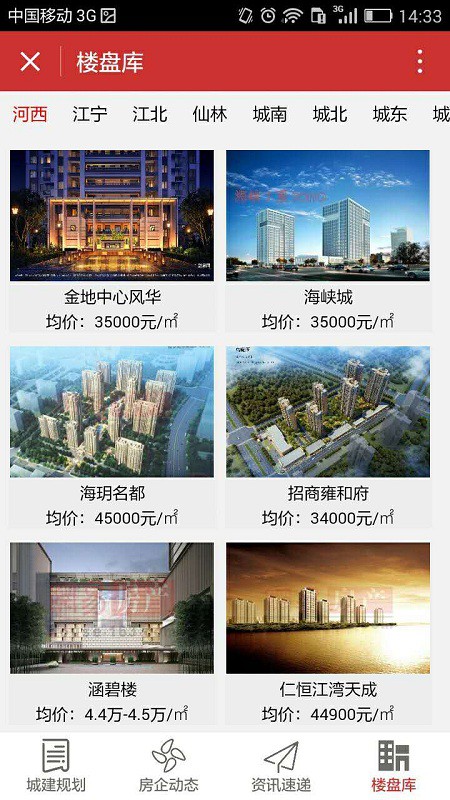 中国移动 3G
3G
14:33
楼盘库
河西 江宁 江北 仙林 城南 城北 城东 城
金地中心风华
均价：35000元/㎡
海峡城
均价：35000元/㎡
海玥名都
均价：45000元/㎡
招商雍和府
均价：34000元/㎡
涵碧楼
均价：4.4万-4.5万/㎡
仁恒江湾天成
均价：44900元/㎡
城建规划 房企动态 资讯速递 楼盘库